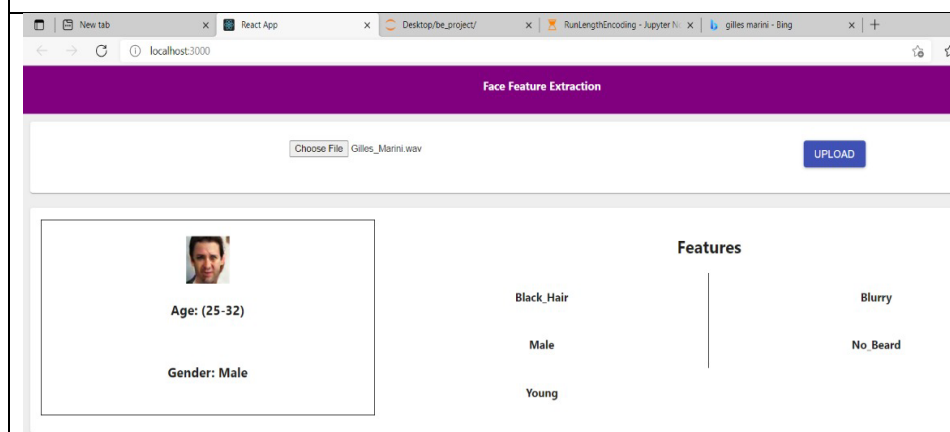 New tab
React App
Desktop/be_project/
RunLengthEncoding - Jupyter N
gilles marini - Bing
localhost:3000
Face Feature Extraction
Choose File Gilles_Marini.wav
UPLOAD
Features
Age: (25-32)
Gender: Male
Black_Hair
Blurry
Male
No_Beard
Young